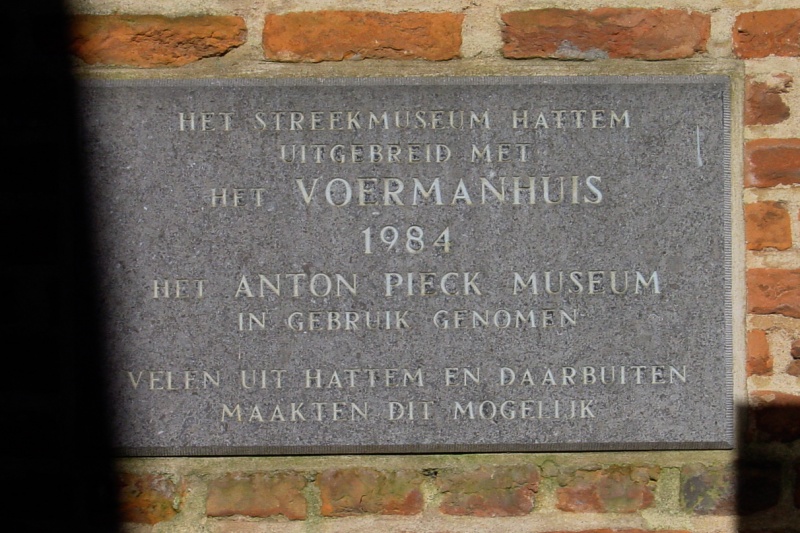 HET STREEKMUSEUM HATTEM
UITGEBREID MET
HET VOERMANHUIS
1984
HET ANTON PIECK MUSEUM
IN GEBRUIK GENOMEN
VELEN UIT HATTEM EN DAARBUITEN
MAAKTEN DIT MOGELIJK